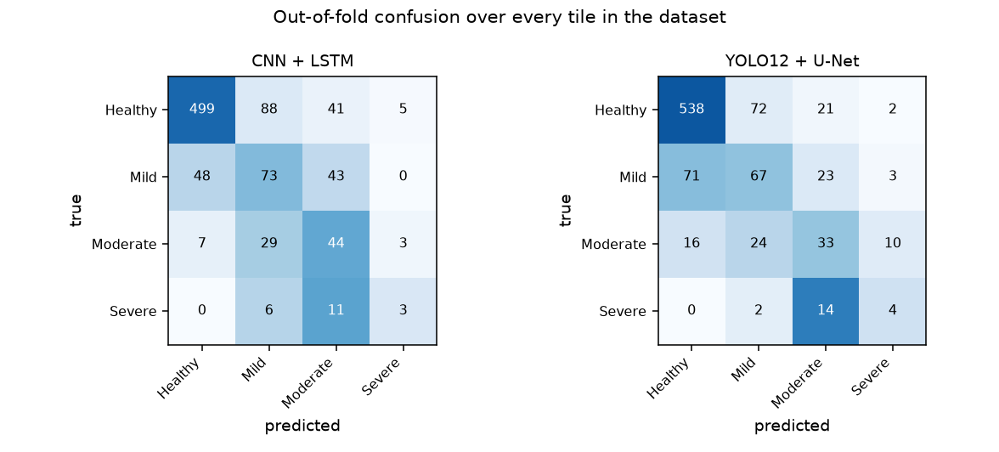 Out-of-fold confusion over every tile in the dataset
CNN + LSTM
true
Healthy 499 88 41 5
Mild 48 73 43 0
Moderate 7 29 44 3
Severe 0 6 11 3
Healthy Mild Moderate Severe
predicted
YOLO12 + U-Net
true
Healthy 538 72 21 2
Mild 71 67 23 3
Moderate 16 24 33 10
Severe 0 2 14 4
Healthy Mild Moderate Severe
predicted